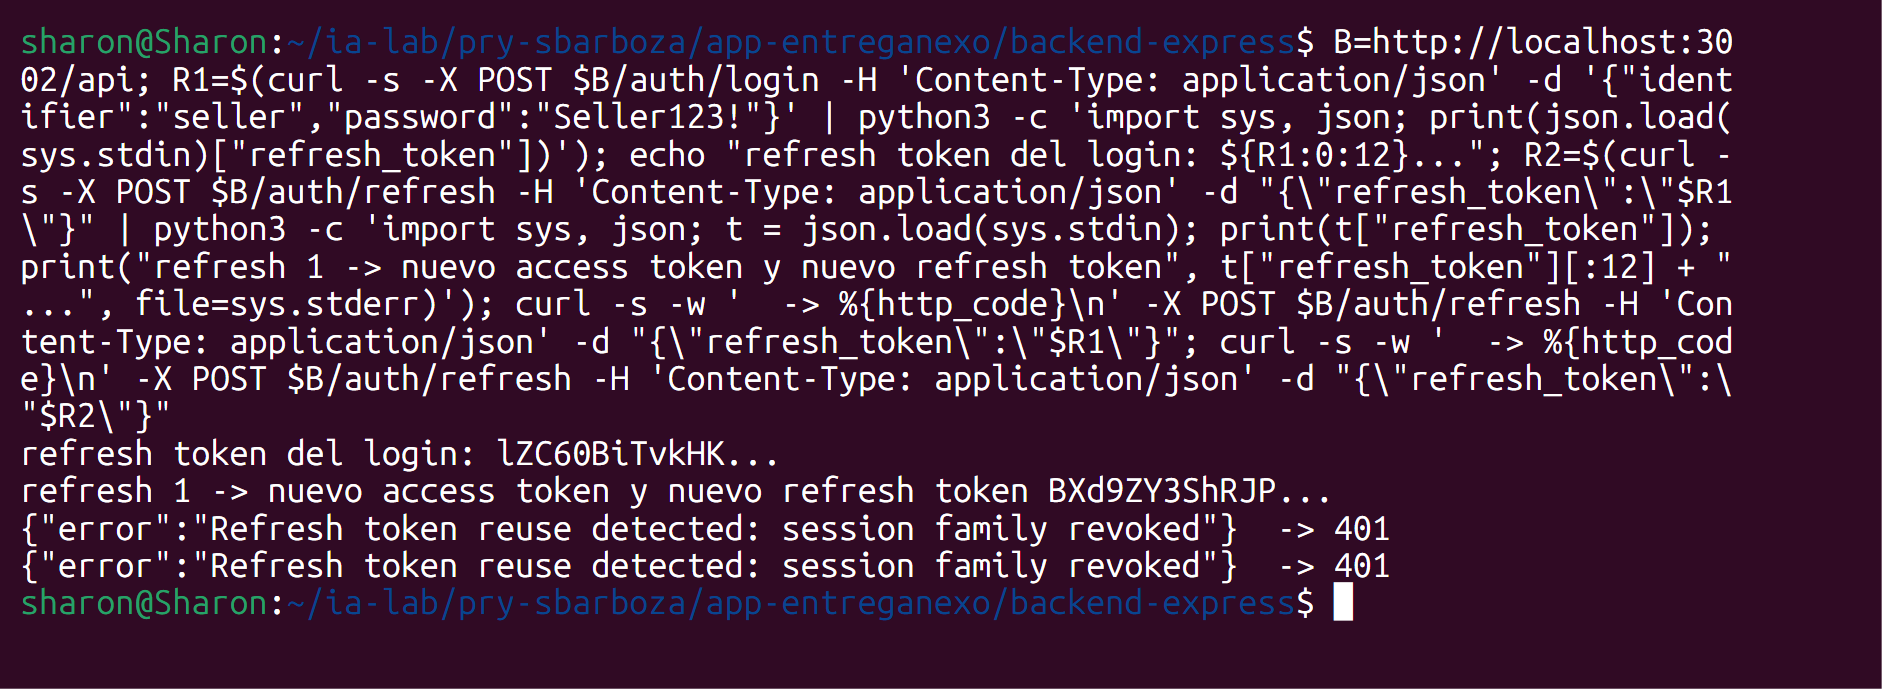 sharon@Sharon:~/ia-lab/pry-sbarboza/app-entreganexo/backend-express$ B=http://localhost:30
02/api; R1=$(curl -s -X POST $B/auth/login -H 'Content-Type: application/json' -d '{"ident
ifier":"seller","password":"Seller123!"}' | python3 -c 'import sys, json; print(json.load(
sys.stdin)["refresh_token"])'); echo "refresh token del login: ${R1:0:12}..."; R2=$(curl -
s -X POST $B/auth/refresh -H 'Content-Type: application/json' -d "{\"refresh_token\":\"$R1
\"}" | python3 -c 'import sys, json; t = json.load(sys.stdin); print(t["refresh_token"]);
print("refresh 1 -> nuevo access token y nuevo refresh token", t["refresh_token"][:12] + "
...", file=sys.stderr)'); curl -s -w '  -> %{http_code}\n' -X POST $B/auth/refresh -H 'Con
tent-Type: application/json' -d "{\"refresh_token\":\"$R1\"}"; curl -s -w '  -> %{http_cod
e}\n' -X POST $B/auth/refresh -H 'Content-Type: application/json' -d "{\"refresh_token\":\
"$R2\"}"
refresh token del login: lZC60BiTvkHK...
refresh 1 -> nuevo access token y nuevo refresh token BXd9ZY3ShRJP...
{"error":"Refresh token reuse detected: session family revoked"}  -> 401
{"error":"Refresh token reuse detected: session family revoked"}  -> 401
sharon@Sharon:~/ia-lab/pry-sbarboza/app-entreganexo/backend-express$